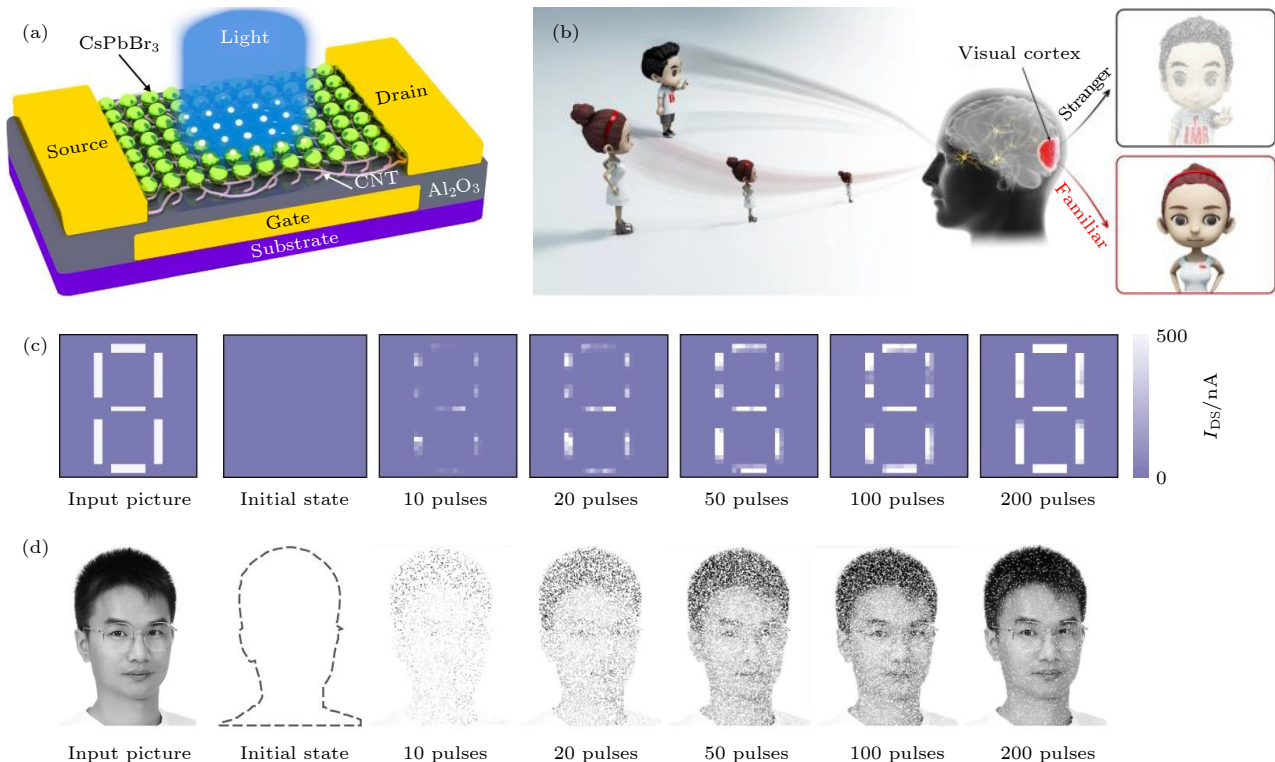 (a)
CsPbBr₃
Light
Drain
Source
CNT
Al₂O₃
Gate
Substrate
(b)
Visual cortex
Stranger
Familiar
IMR
(c)
500
I_DS/nA
0
Input picture
Initial state
10 pulses
20 pulses
50 pulses
100 pulses
200 pulses
(d)
Input picture
Initial state
10 pulses
20 pulses
50 pulses
100 pulses
200 pulses